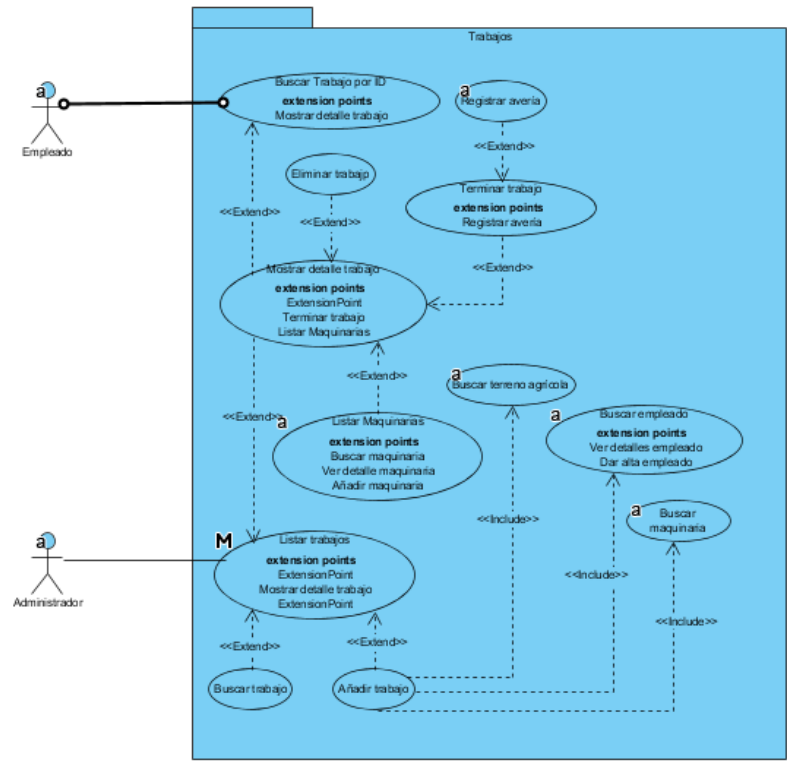 Trabajos
a
Empleado
Buscar Trabajo por ID
extension points
Mostrar detalle trabajo
a
Registrar avería
<<Extend>>
Eliminar trabajp
<<Extend>>
<<Extend>>
Terminar trabajo
extension points
Registrar avería
<<Extend>>
Mostrar detalle trabajo
extension points
ExtensionPoint
Terminar trabajo
Listar Maquinarias
<<Extend>>
a
Buscar terreno agrícola
<<Extend>>
a
Listar Maquinarias
extension points
Buscar maquinaria
Ver detalle maquinaria
Añadir maquinaria
a
Buscar empleado
extension points
Ver detalles empleado
Dar alta empleado
<<Include>>
a
Buscar
maquinaria
a
Administrador
M
Listar trabajos
extension points
ExtensionPoint
Mostrar detalle trabajo
ExtensionPoint
<<Include>>
<<Include>>
<<Extend>>
<<Extend>>
Buscar trabajo
Añadir trabajo